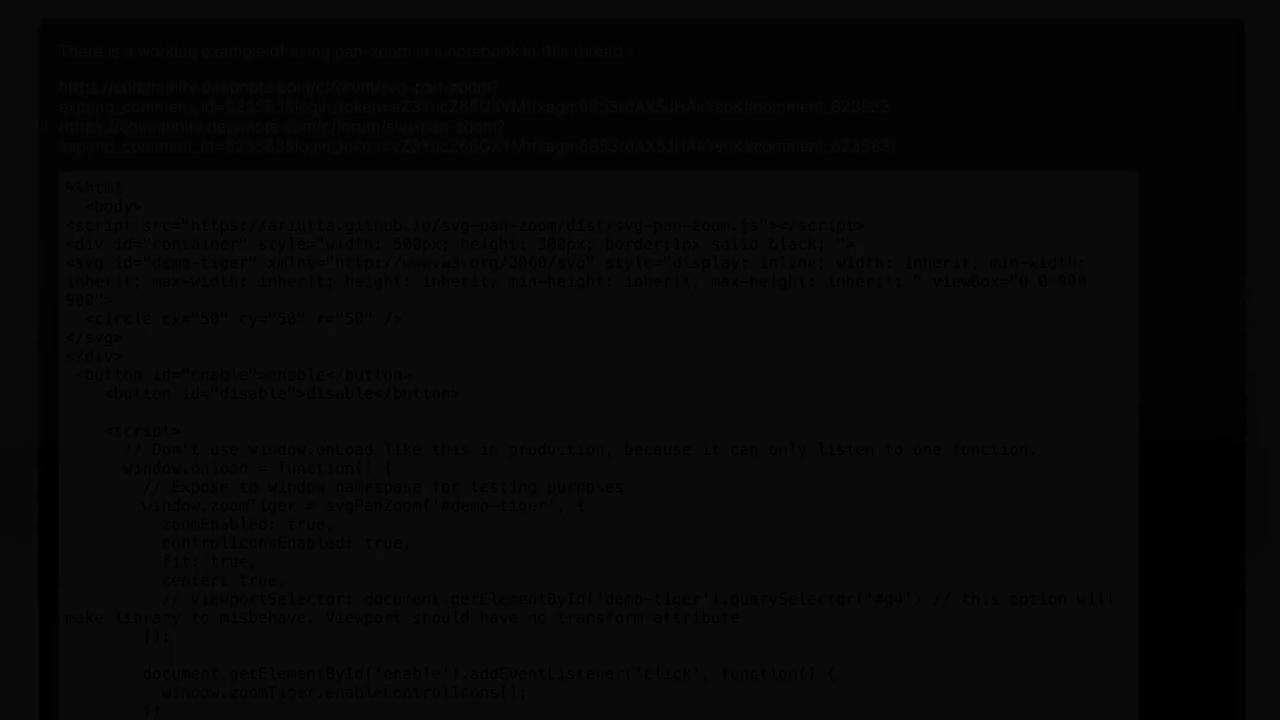 There is a working example of using pan-zoom in a notebook in this thread :
%%html
<body>
<script src="https://ariutta.github.io/svg-pan-zoom/dist/svg-pan-zoom.js"></script>
<div id="container" style="width: 500px; height: 300px; border:1px solid black; ">
<svg id="demo-tiger" xmlns="http://www.w3.org/2000/svg" style="display: inline; width: inherit; min-width:
inherit; max-width: inherit; height: inherit; min-height: inherit; max-height: inherit; " viewBox="0 0 900
900">
<circle cx="50" cy="50" r="50" />
</svg>
</div>
<button id="enable">enable</button>
<button id="disable">disable</button>
<script>
// Don't use window.onLoad like this in production, because it can only listen to one function.
window.onload = function() {
// Expose to window namespase for testing purposes
window.zoomTiger = svgPanZoom('#demo-tiger', {
zoomEnabled: true,
controlIconsEnabled: true,
fit: true,
center: true,
// viewportSelector: document.getElementById('demo-tiger').querySelector('#g4') // this option will
make library to misbehave. Viewport should have no transform attribute
});
document.getElementById('enable').addEventListener('click', function() {
window.zoomTiger.enableControlIcons();
})